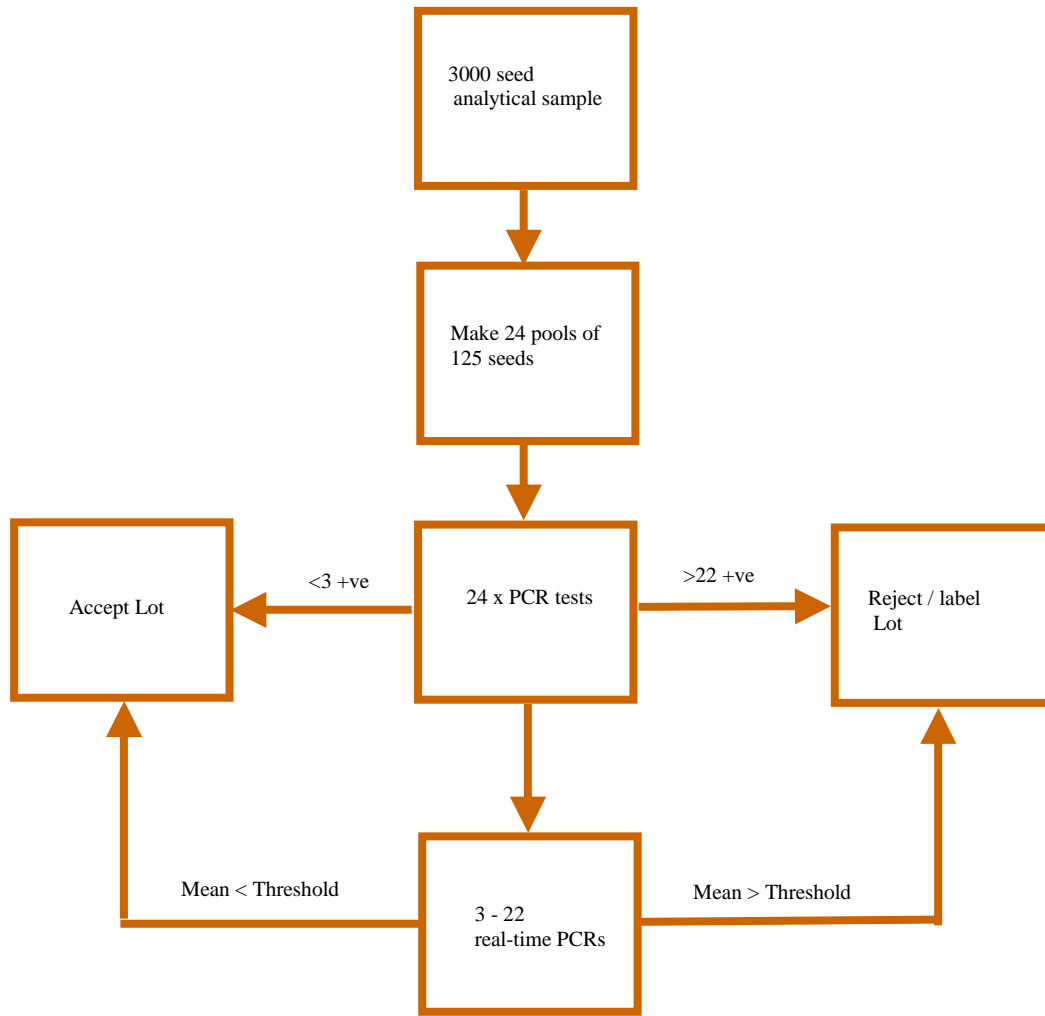 3000 seed
analytical sample
Make 24 pools of
125 seeds
<3 +ve
>22 +ve
Accept Lot
24 x PCR tests
Reject / label
Lot
Mean < Threshold
Mean > Threshold
3 - 22
real-time PCRs